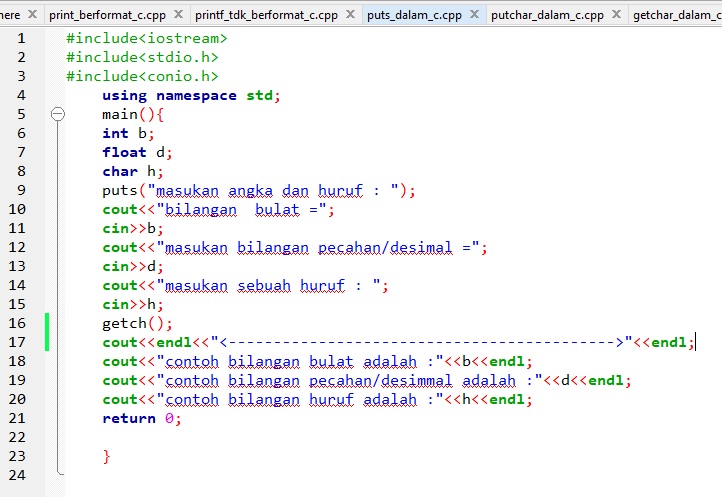 here print_berformat_c.cpp printf_tdk_berformat_c.cpp puts_dalam_c.cpp putchar_dalam_c.cpp getchar_dalam_c
1 #include<iostream>
2 #include<stdio.h>
3 #include<conio.h>
4 using namespace std;
5 main(){
6 int b;
7 float d;
8 char h;
9 puts("masukan angka dan huruf : ");
10 cout<<"bilangan  bulat =";
11 cin>>b;
12 cout<<"masukan bilangan pecahan/desimal =";
13 cin>>d;
14 cout<<"masukan sebuah huruf : ";
15 cin>>h;
16 getch();
17 cout<<endl<<"<------------------------------------------->"<<endl;
18 cout<<"contoh bilangan bulat adalah :"<<b<<endl;
19 cout<<"contoh bilangan pecahan/desimmal adalah :"<<d<<endl;
20 cout<<"contoh bilangan huruf adalah :"<<h<<endl;
21 return 0;
22
23 }
24